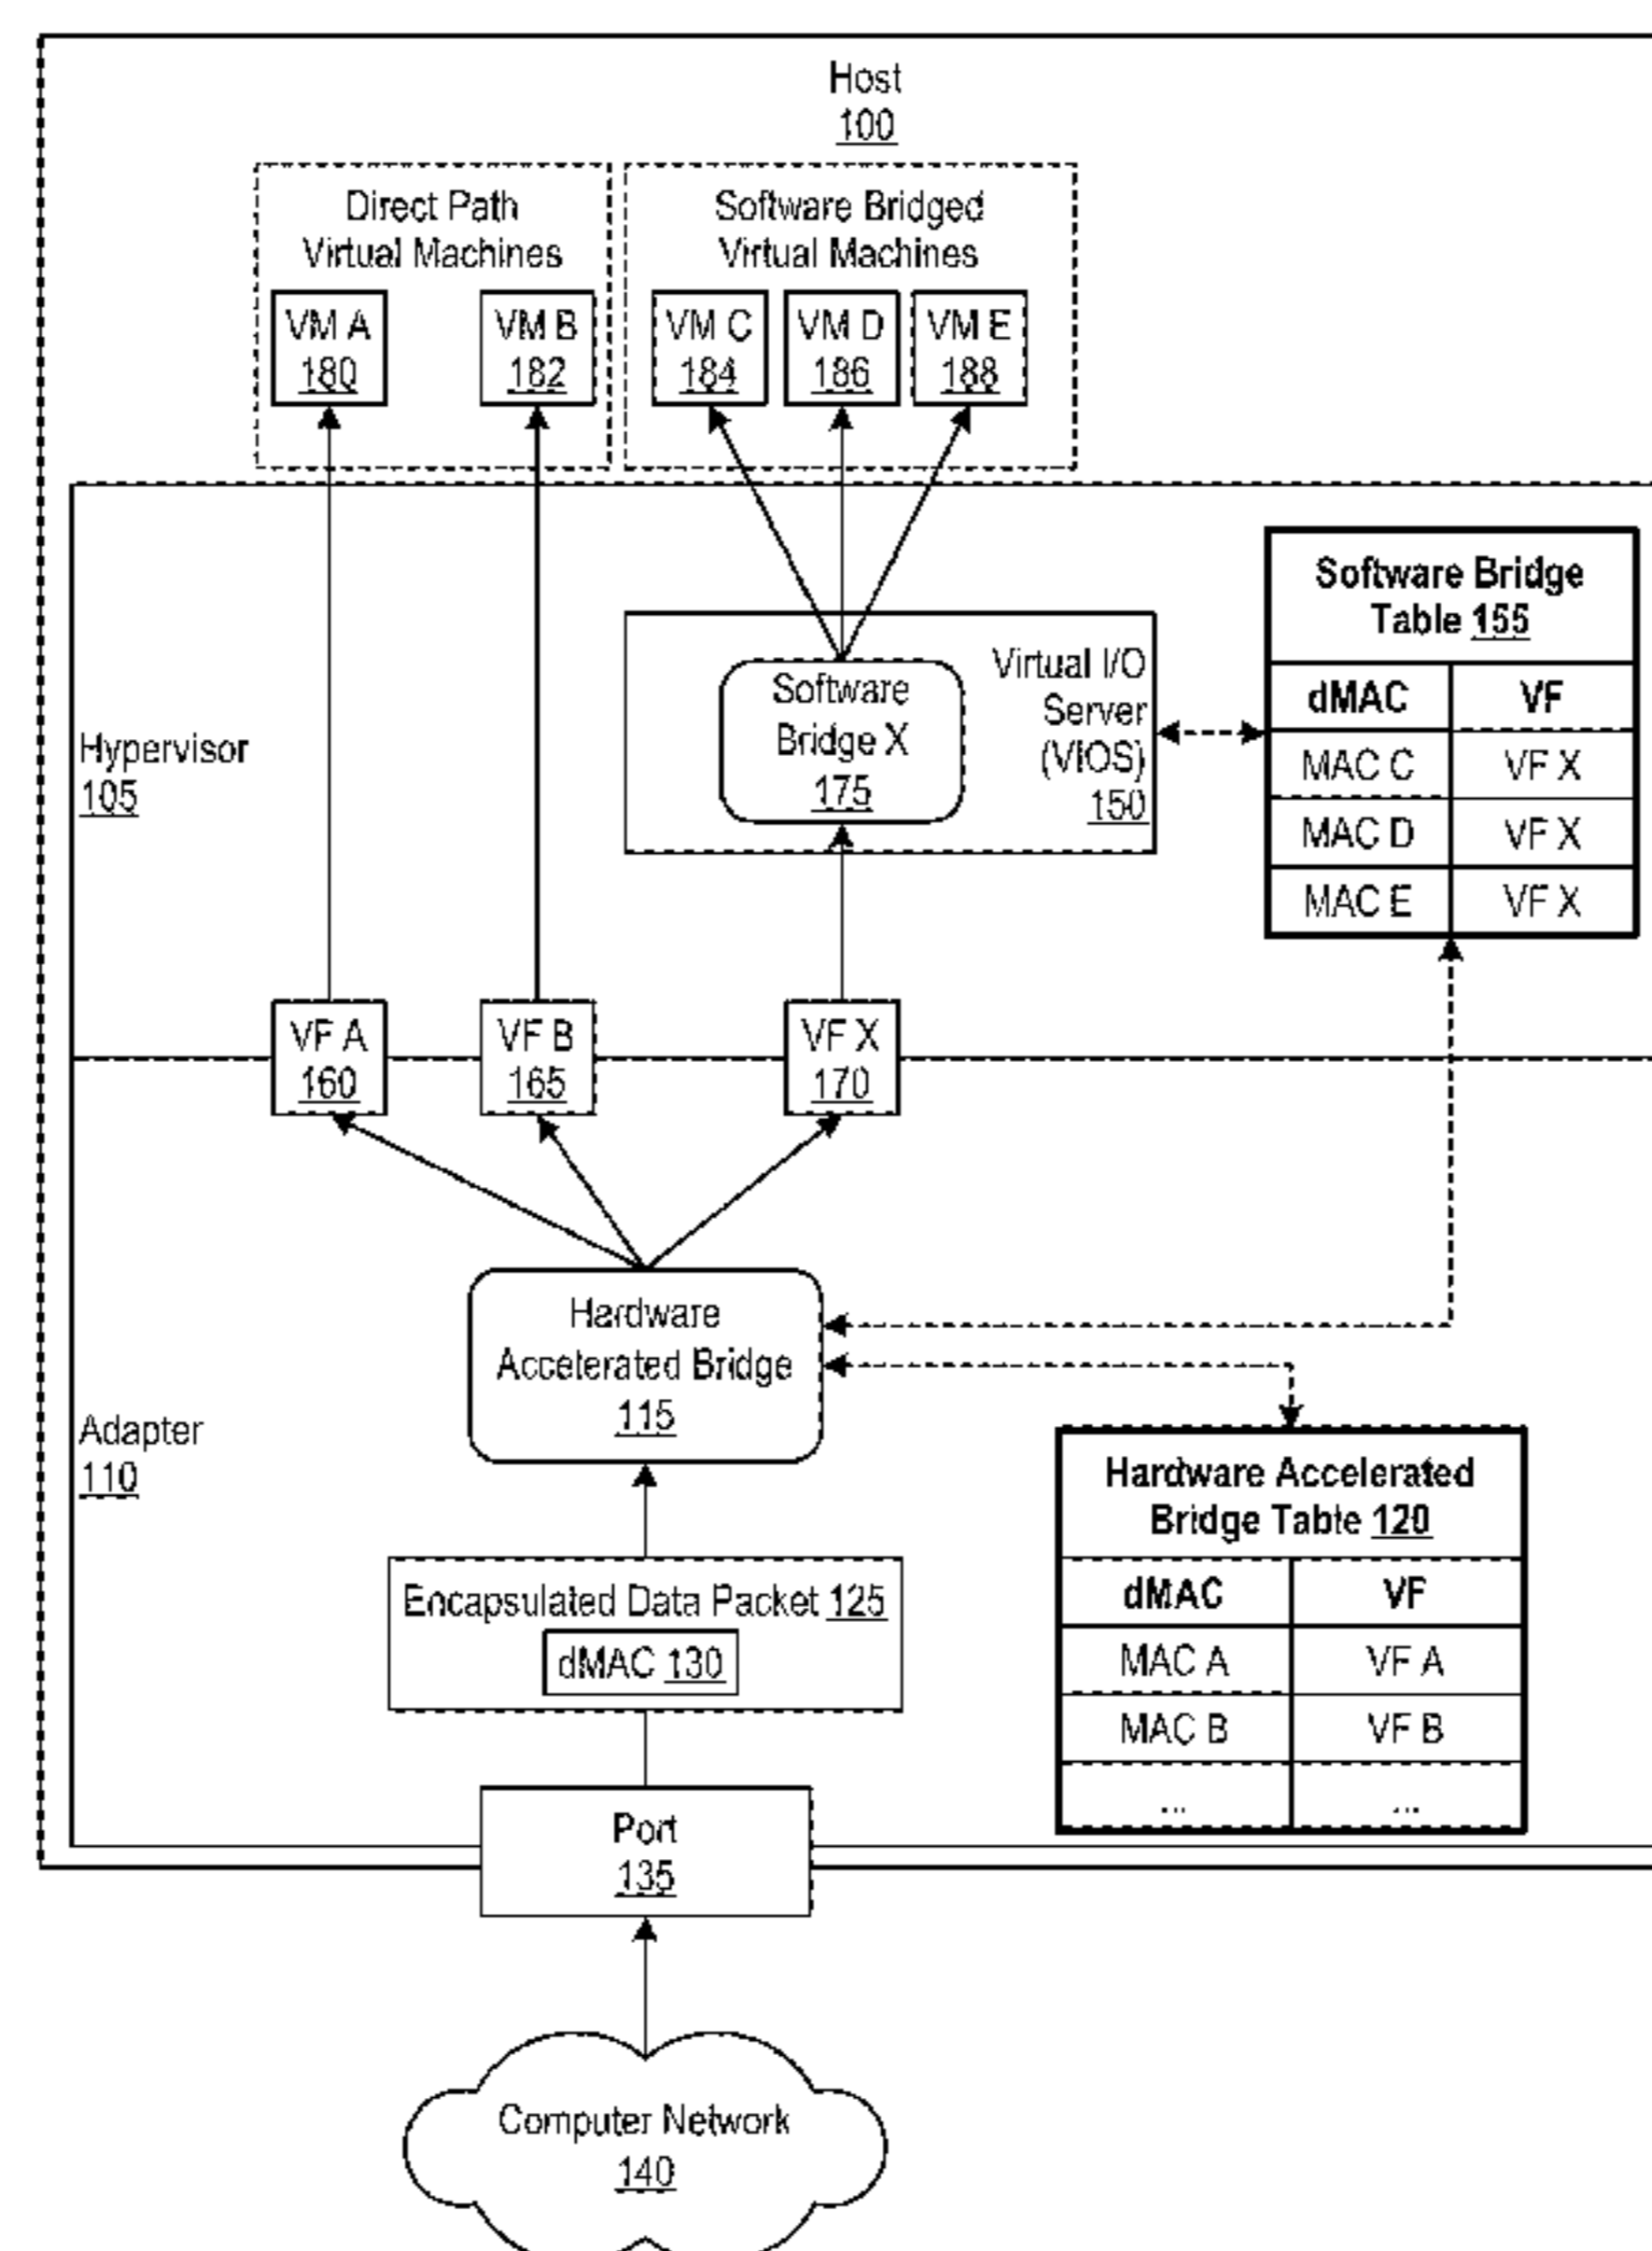 Host
100
Direct Path
Virtual Machines
Software Bridged
Virtual Machines
VM A
180
VM B
182
VM C
184
VM D
186
VM E
188
Hypervisor
105
Software
Bridge X
175
Virtual I/O
Server
(VIOS)
150
Software Bridge
Table 155
dMAC VF
MAC C VF X
MAC D VF X
MAC E VF X
VF A
160
VF B
165
VF X
170
Hardware
Accelerated Bridge
115
Adapter
110
Hardware Accelerated
Bridge Table 120
dMAC VF
MAC A VF A
MAC B VF B
... ...
Encapsulated Data Packet 125
dMAC 130
Port
135
Computer Network
140